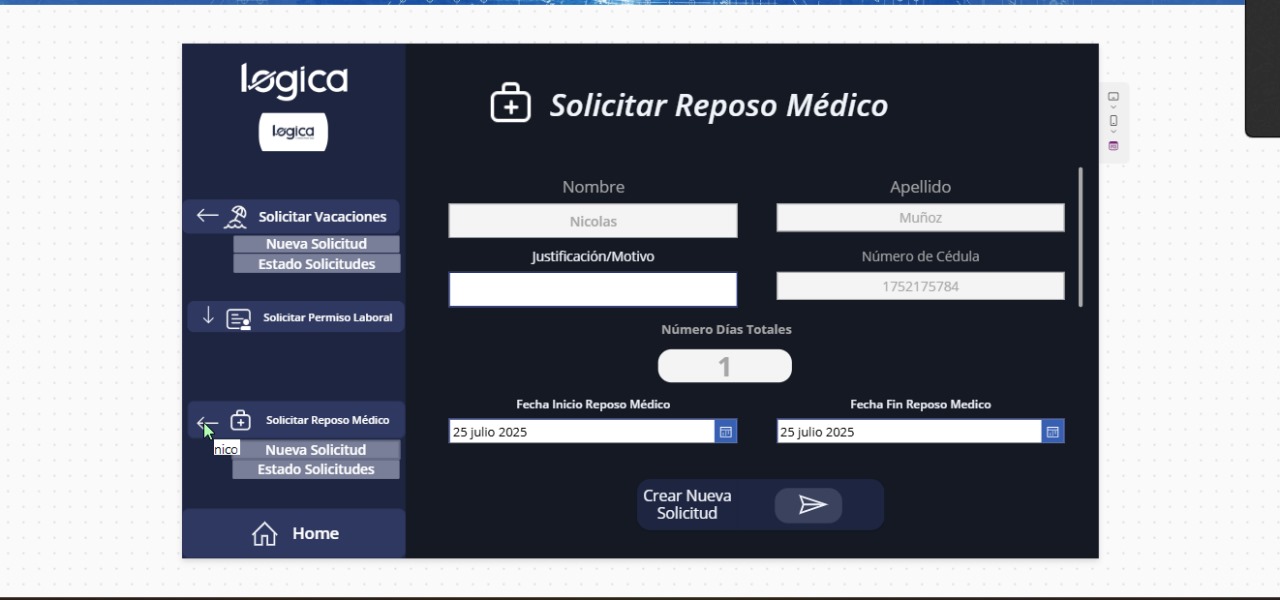 løgica
løgica
Solicitar Vacaciones
Nueva Solicitud
Estado Solicitudes
Solicitar Permiso Laboral
Solicitar Reposo Médico
nico
Nueva Solicitud
Estado Solicitudes
Home
Solicitar Reposo Médico
Nombre
Apellido
Nicolas
Muñoz
Justificación/Motivo
Número de Cédula
1752175784
Número Días Totales
1
Fecha Inicio Reposo Médico
Fecha Fin Reposo Medico
25 julio 2025
25 julio 2025
Crear Nueva
Solicitud